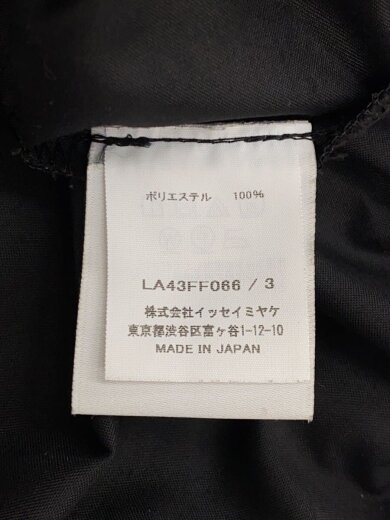 ポリエステル 100%
LA43FF066 / 3
株式会社イッセイミヤケ
東京都渋谷区富ヶ谷1-12-10
MADE IN JAPAN